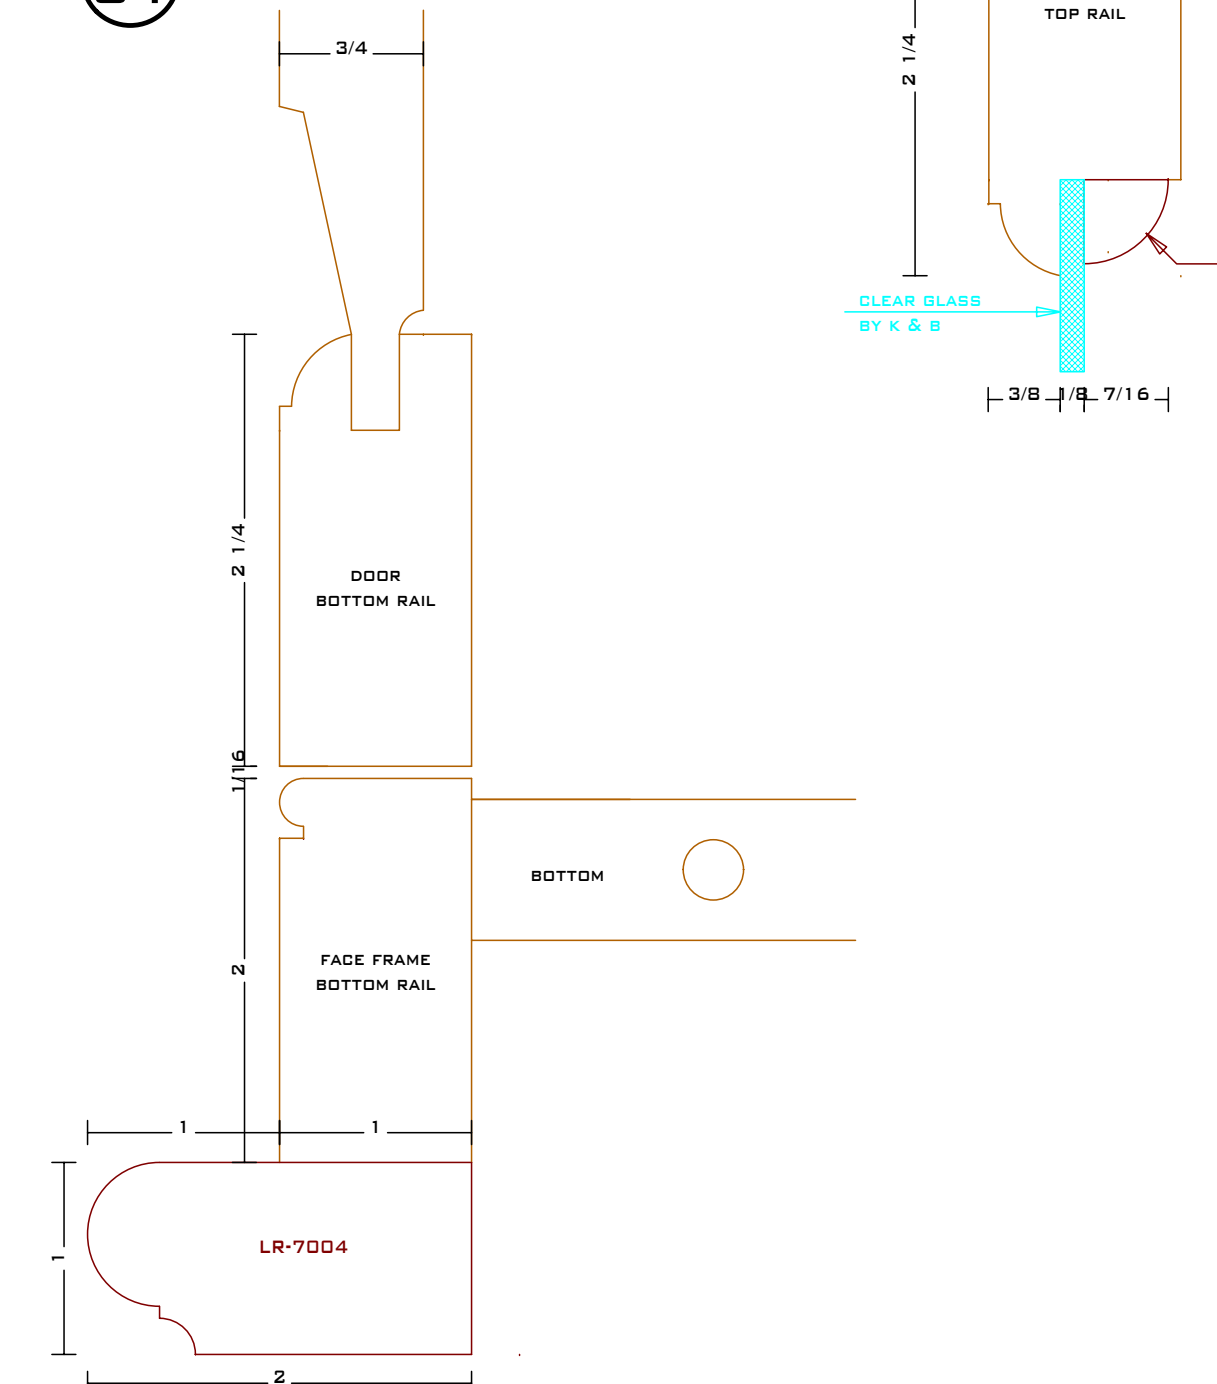 3/4
TOP RAIL
2 1/4
CLEAR GLASS
BY K & B
3/8 1/8 7/16
2 1/4
DOOR
BOTTOM RAIL
1/16
BOTTOM
2
FACE FRAME
BOTTOM RAIL
1 1
LR-7004
1
2